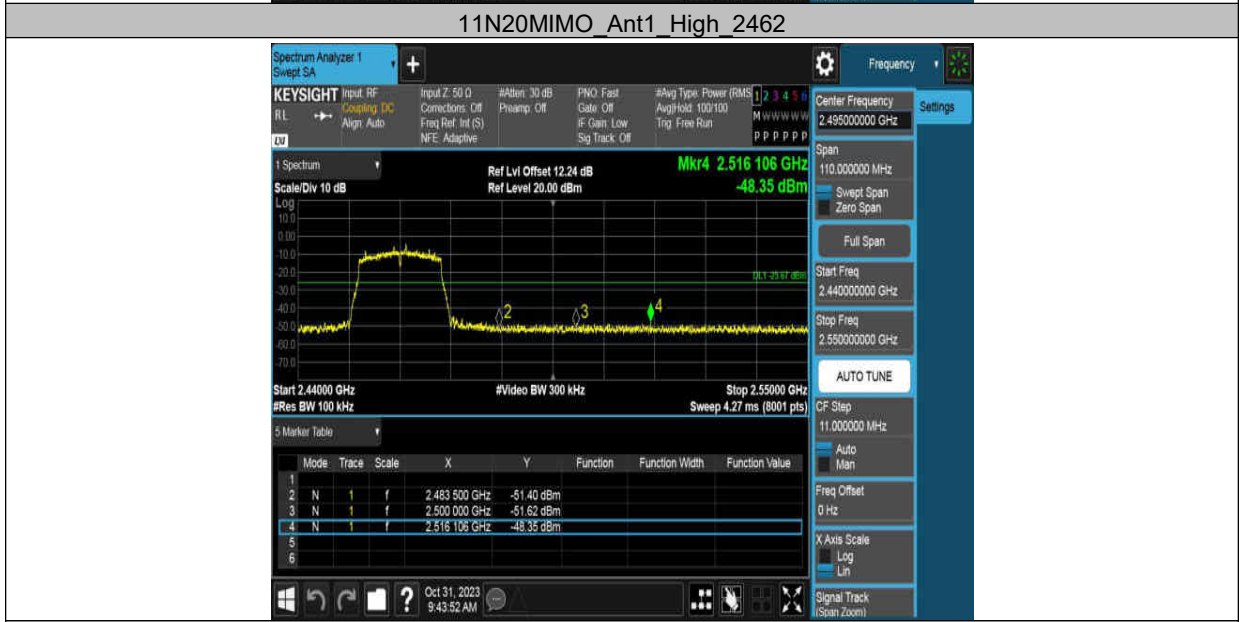 11N20MIMO_Ant1_High_2462
Spectrum Analyzer 1
Swept SA
+
Frequency
KEYSIGHT
RL
LXI
Input: RF
Coupling: DC
Align: Auto
Input Z: 50 Ω
Corrections: Off
Freq Ref: Int (S)
NFE: Adaptive
#Atten: 30 dB
Preamp: Off
PNO: Fast
Gate: Off
IF Gain: Low
Sig Track: Off
#Avg Type: Power (RMS
Avg|Hold: 100/100
Trig: Free Run
1 2 3 4 5 6
M W W W W W
P P P P P P
Center Frequency
2.495000000 GHz
Settings
Span
110.000000 MHz
Swept Span
Zero Span
Full Span
Start Freq
2.440000000 GHz
Stop Freq
2.550000000 GHz
AUTO TUNE
CF Step
11.000000 MHz
Auto
Man
Freq Offset
0 Hz
X Axis Scale
Log
Lin
Signal Track
(Span Zoom)
1 Spectrum
Scale/Div 10 dB
Log
Ref Lvl Offset 12.24 dB
Ref Level 20.00 dBm
Mkr4 2.516 106 GHz
-48.35 dBm
10.0
0.00
-10.0
-20.0
-30.0
-40.0
-50.0
-60.0
-70.0
DL1 -25.67 dBm
2
3
4
Start 2.44000 GHz
#Res BW 100 kHz
#Video BW 300 kHz
Stop 2.55000 GHz
Sweep 4.27 ms (8001 pts)
5 Marker Table
Mode Trace Scale X Y Function Function Width Function Value
1
2 N 1 f 2.483 500 GHz -51.40 dBm
3 N 1 f 2.500 000 GHz -51.62 dBm
4 N 1 f 2.516 106 GHz -48.35 dBm
5
6
?
Oct 31, 2023
9:43:52 AM